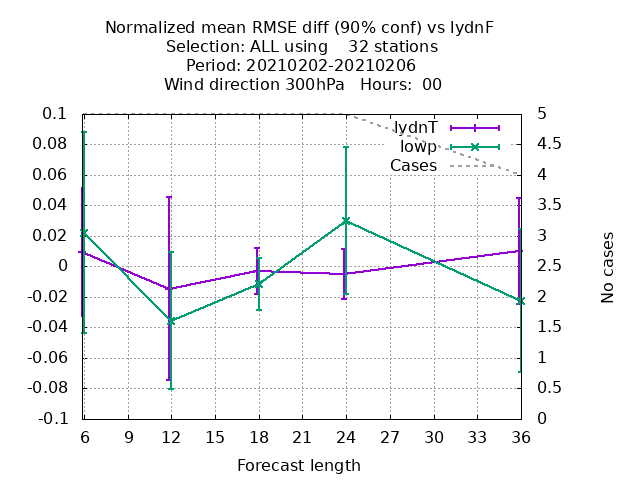 Normalized mean RMSE diff (90% conf) vs lydnF
Selection: ALL using    32 stations
Period: 20210202-20210206
Wind direction 300hPa   Hours:  00
0.1
0.08
0.06
0.04
0.02
0
-0.02
-0.04
-0.06
-0.08
-0.1
5
4.5
4
3.5
3
2.5
2
1.5
1
0.5
0
lydnT
lowp
Cases
No cases
6 9 12 15 18 21 24 27 30 33 36
Forecast length